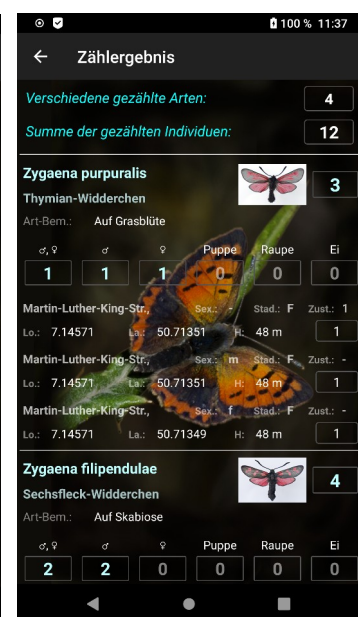 100 % 11:37
Zählergebnis
Verschiedene gezählte Arten: 4
Summe der gezählten Individuen: 12
Zygaena purpuralis 3
Thymian-Widderchen
Art-Bem.: Auf Grasblüte
♂, ♀ ♂ ♀ Puppe Raupe Ei
1 1 1 0 0 0
Martin-Luther-King-Str., Sex.: - Stad.: F Zust.: 1
Lo.: 7.14571 La.: 50.71351 H: 48 m 1
Martin-Luther-King-Str., Sex.: m Stad.: F Zust.: -
Lo.: 7.14571 La.: 50.71351 H: 48 m 1
Martin-Luther-King-Str., Sex.: f Stad.: F Zust.: -
Lo.: 7.14571 La.: 50.71349 H: 48 m 1
Zygaena filipendulae 4
Sechsfleck-Widderchen
Art-Bem.: Auf Skabiose
♂, ♀ ♂ ♀ Puppe Raupe Ei
2 2 0 0 0 0